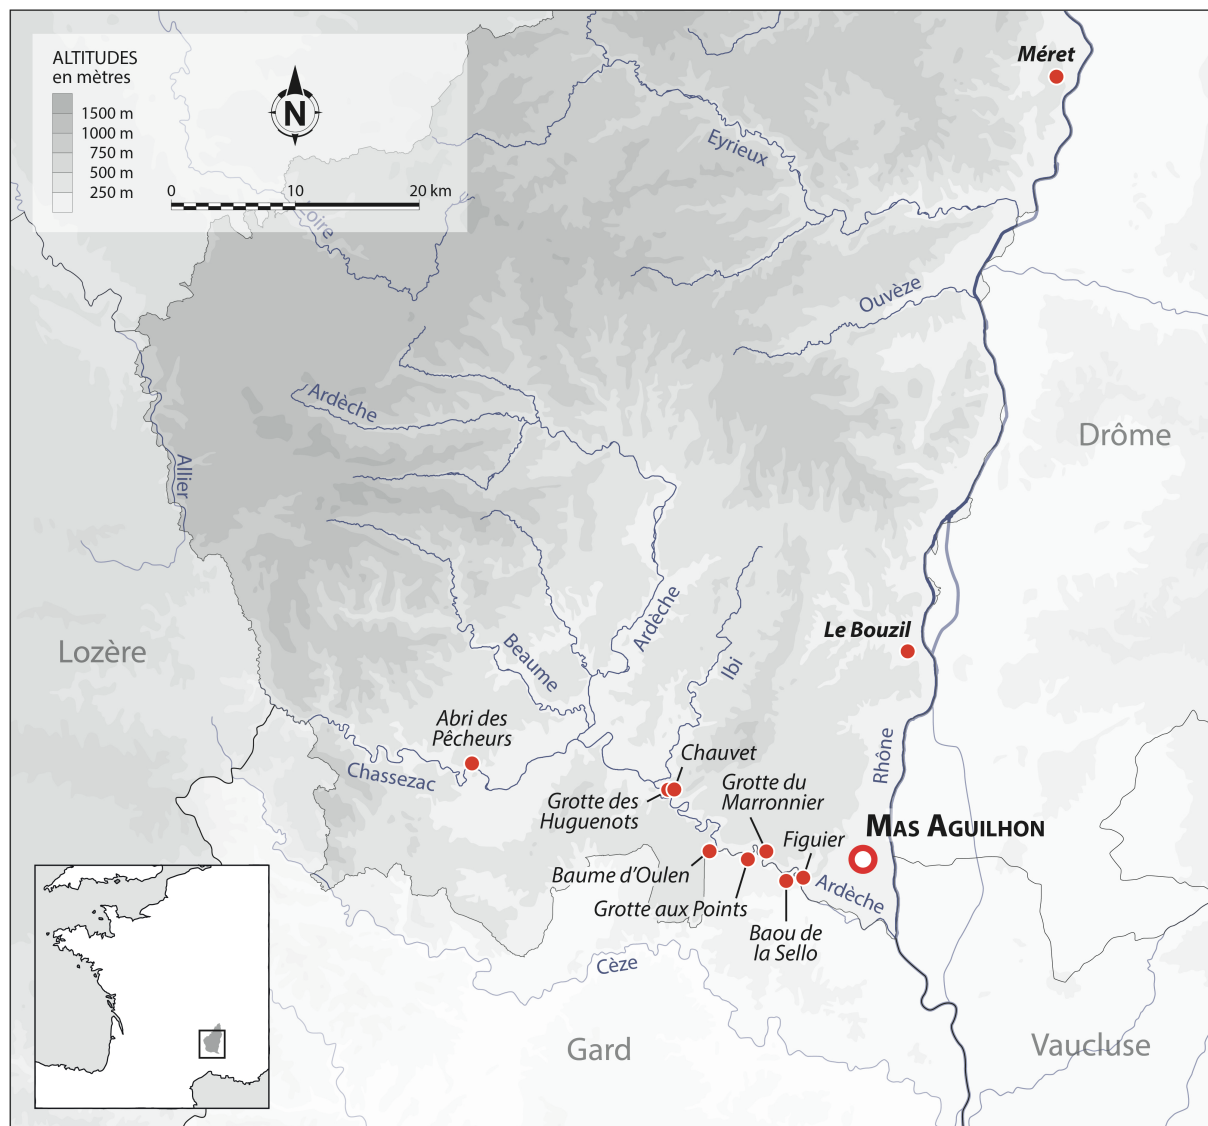 ALTITUDES
en mètres
1500 m
1000 m
750 m
500 m
250 m
N
0
10
20 km
Méret
Eyrieux
Loire
Ouvèze
Ardèche
Drôme
Allier
Ardèche
Le Bouzil
Lozère
Beaume
Ibi
Abri des
Pêcheurs
Rhône
Chauvet
Chassezac
Grotte du
Marronnier
Grotte des
Huguenots
MAS AGUILHON
Figuier
Baume d'Oulen
Ardèche
Grotte aux Points
Baou de
la Sello
Cèze
Gard
Vaucluse